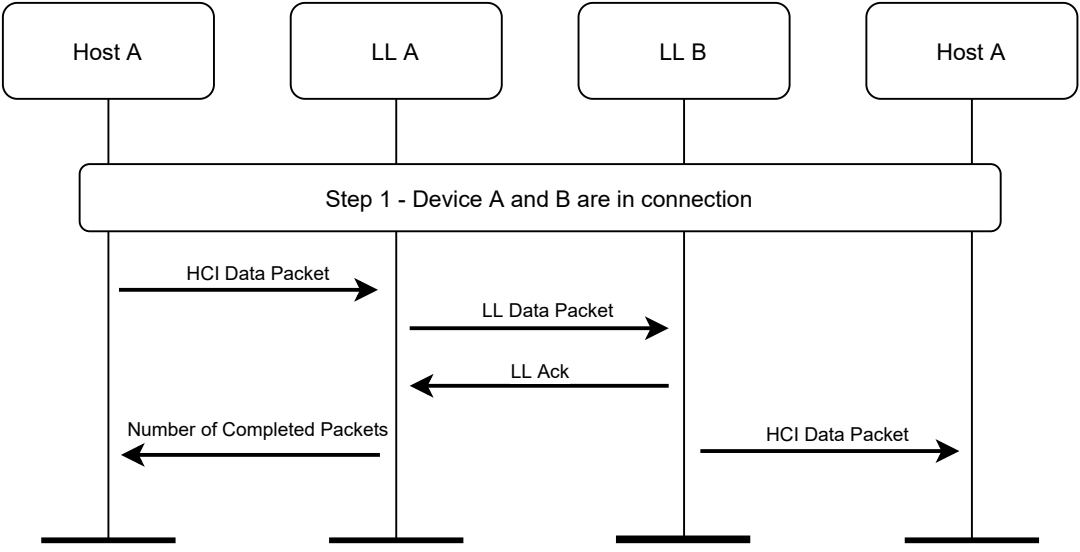 Host A
LL A
LL B
Host A
Step 1 - Device A and B are in connection
HCI Data Packet
LL Data Packet
LL Ack
Number of Completed Packets
HCI Data Packet